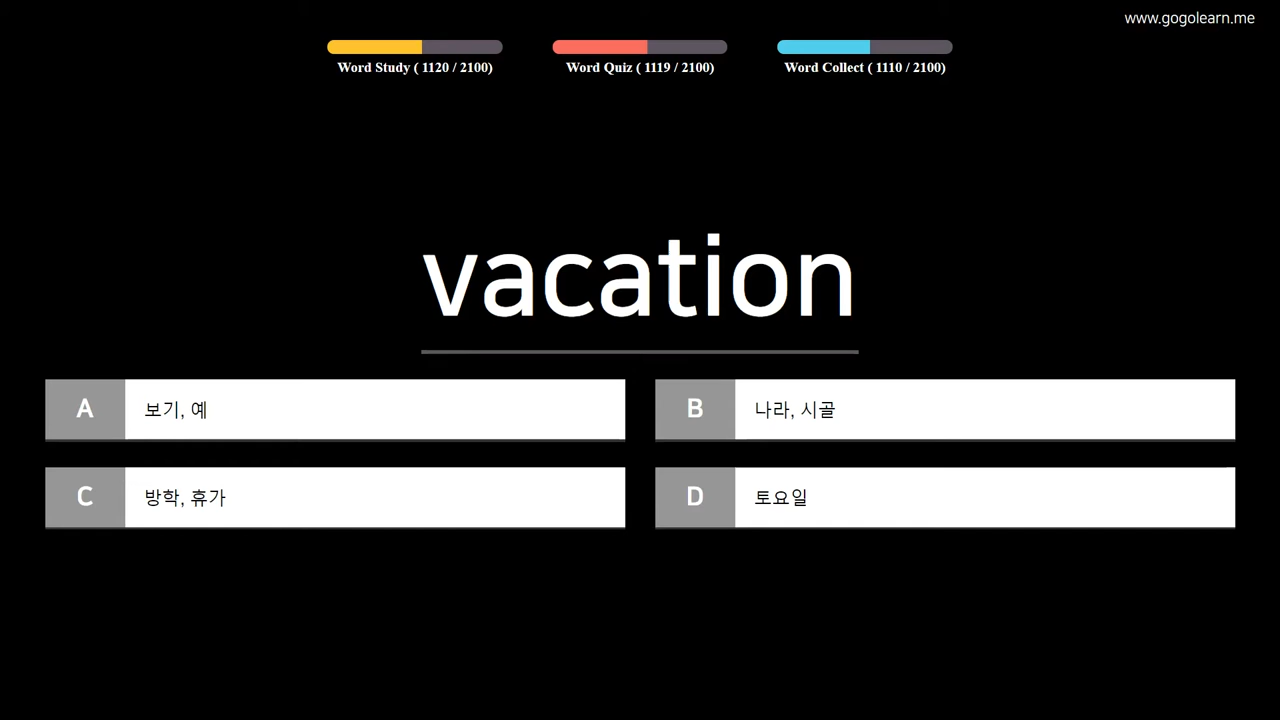 www.gogolearn.me
Word Study ( 1120 / 2100)
Word Quiz ( 1119 / 2100)
Word Collect ( 1110 / 2100)
vacation
A 보기, 예
B 나라, 시골
C 방학, 휴가
D 토요일